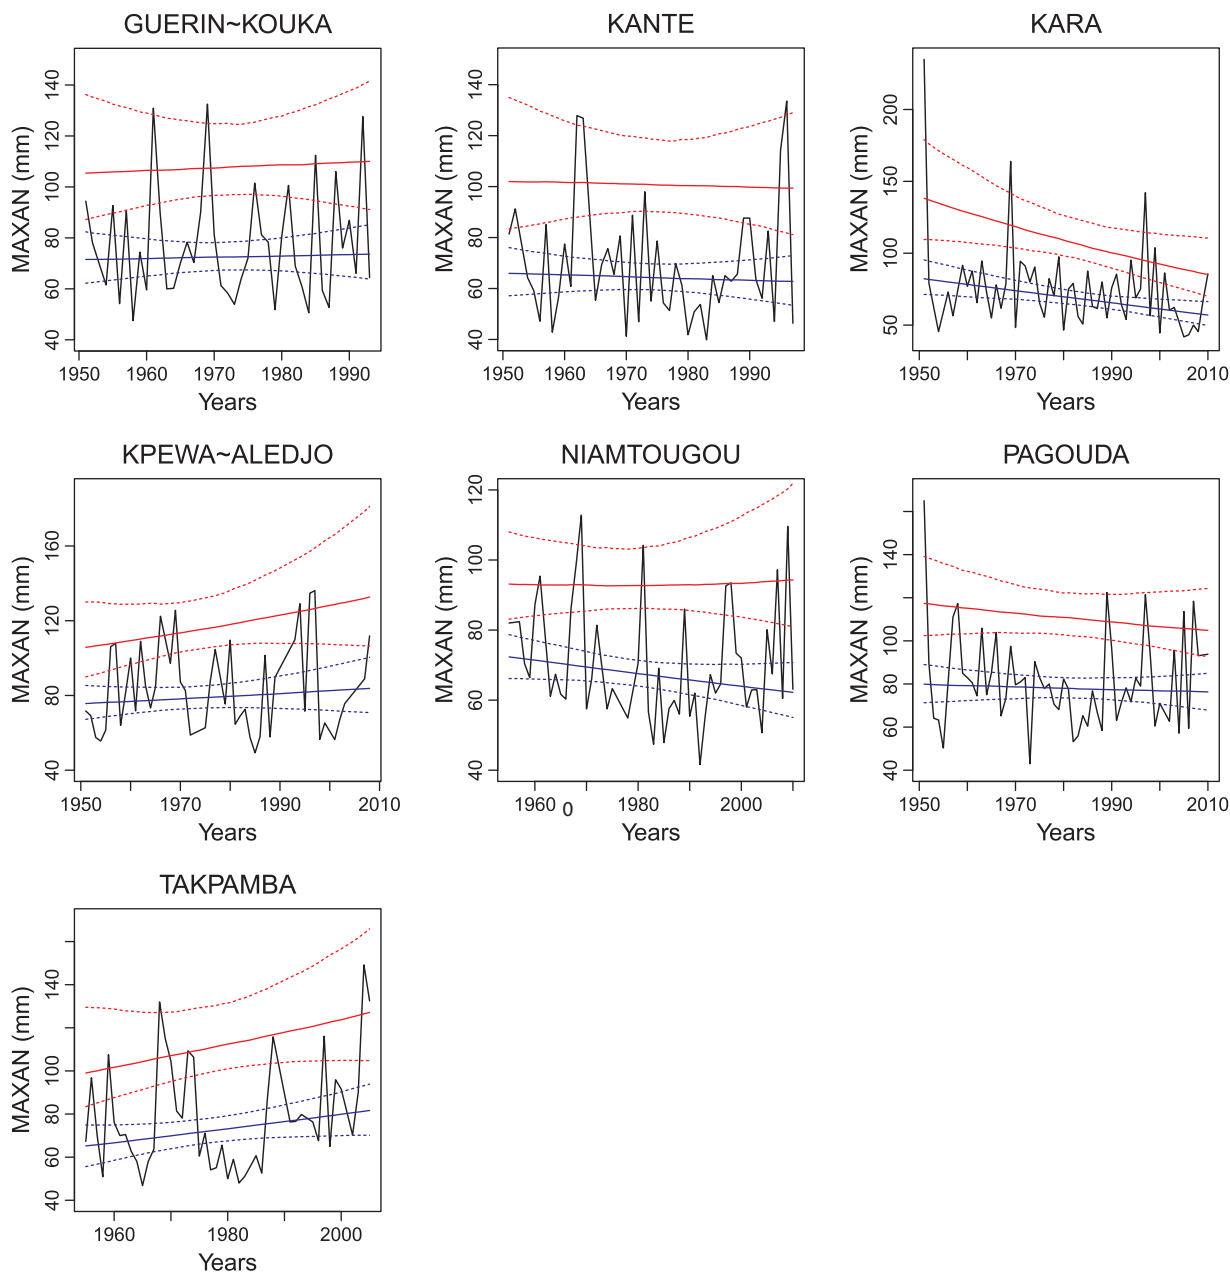 GUERIN~KOUKA
KANTE
KARA
MAXAN (mm)
40 60 80 100 120 140
1950 1960 1970 1980 1990
Years
MAXAN (mm)
40 60 80 100 120 140
1950 1960 1970 1980 1990
Years
MAXAN (mm)
50 100 150 200
1950 1970 1990 2010
Years
KPEWA~ALEDJO
NIAMTOUGOU
PAGOUDA
MAXAN (mm)
40 80 120 160
1950 1970 1990 2010
Years
MAXAN (mm)
40 60 80 100 120
1960 0 1980 2000
Years
MAXAN (mm)
40 60 80 100 140
1950 1970 1990 2010
Years
TAKPAMBA
MAXAN (mm)
40 60 80 100 140
1960 1980 2000
Years